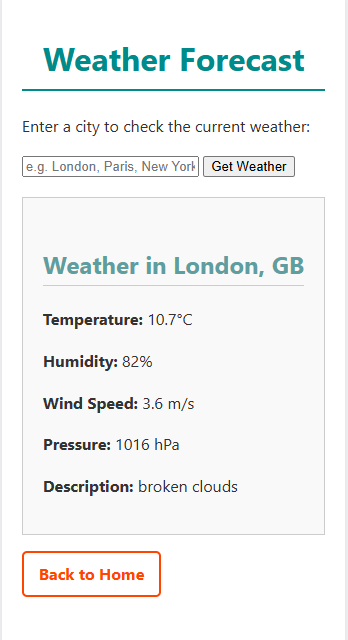 Weather Forecast
Enter a city to check the current weather:
e.g. London, Paris, New York Get Weather
Weather in London, GB
Temperature: 10.7°C
Humidity: 82%
Wind Speed: 3.6 m/s
Pressure: 1016 hPa
Description: broken clouds
Back to Home